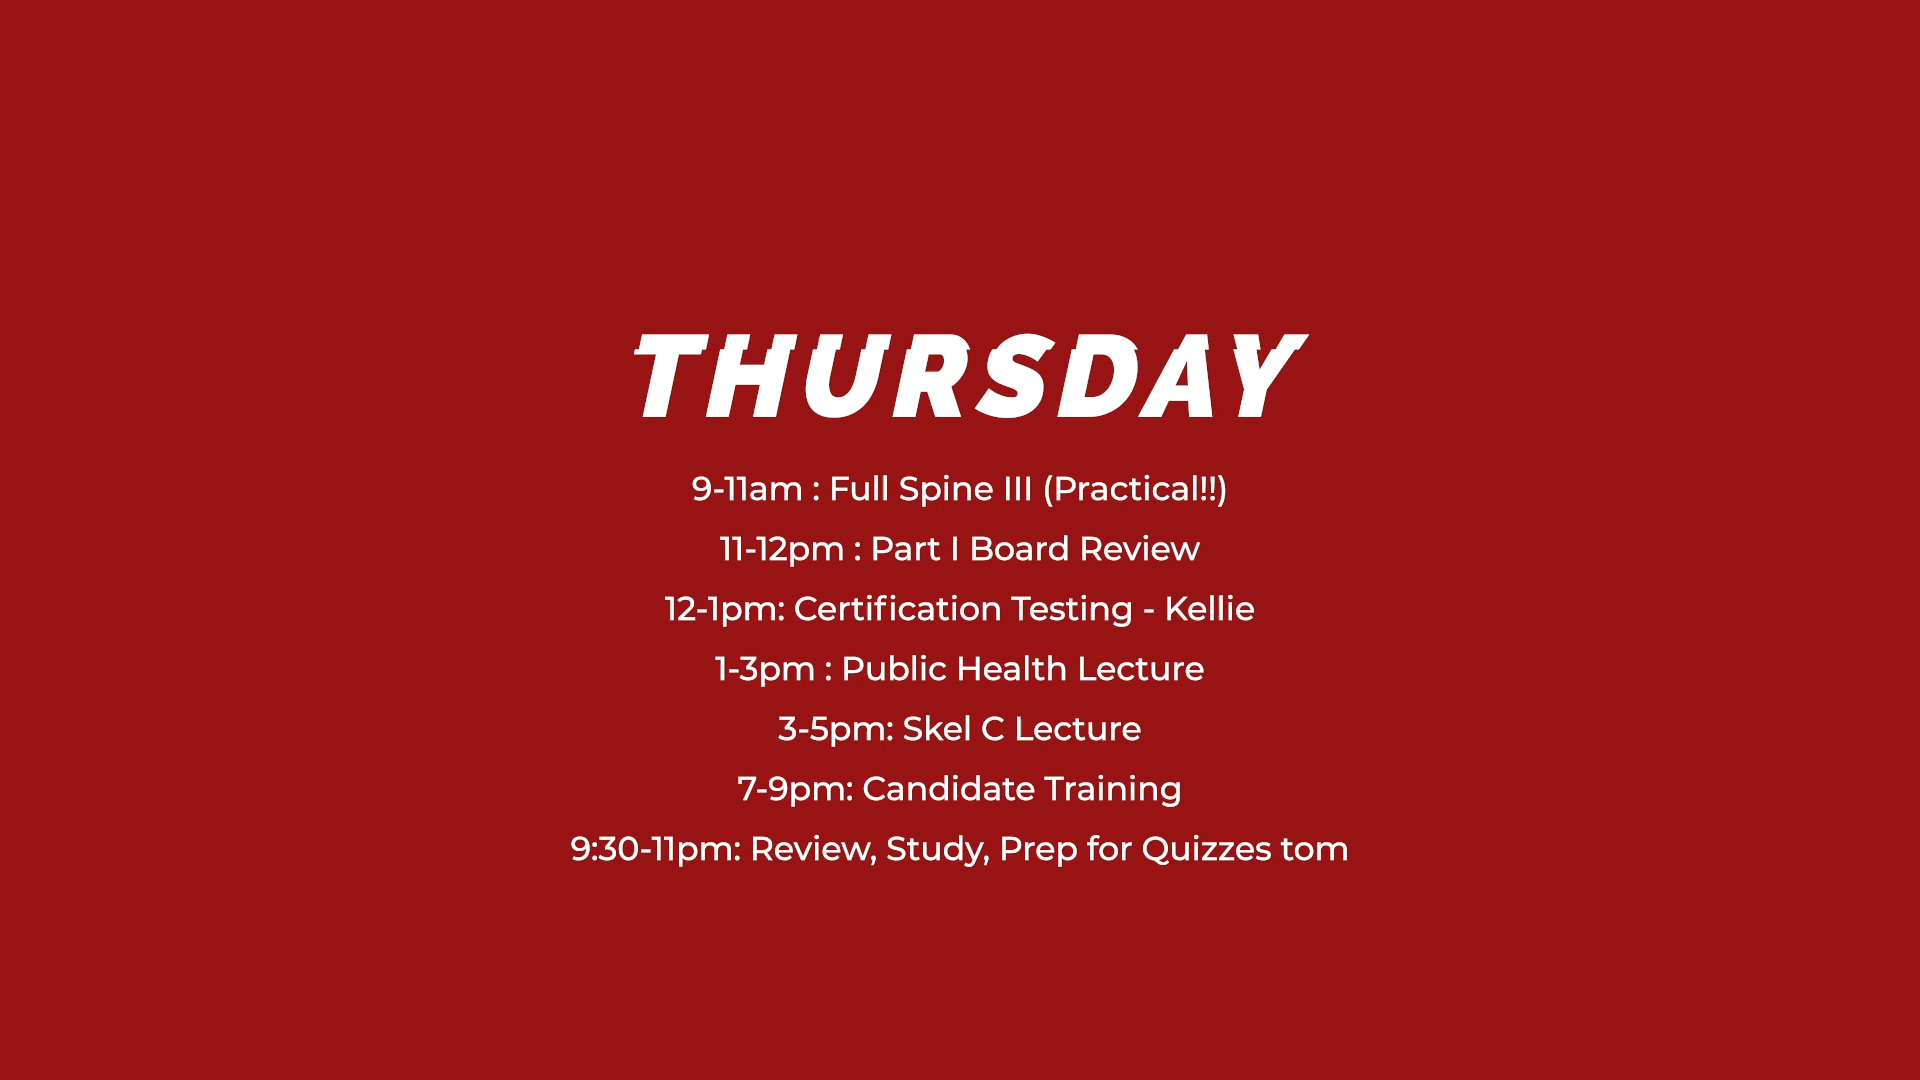 THURSDAY
9-11am : Full Spine III (Practical!!)
11-12pm : Part I Board Review
12-1pm: Certification Testing - Kellie
1-3pm : Public Health Lecture
3-5pm: Skel C Lecture
7-9pm: Candidate Training
9:30-11pm: Review, Study, Prep for Quizzes tom